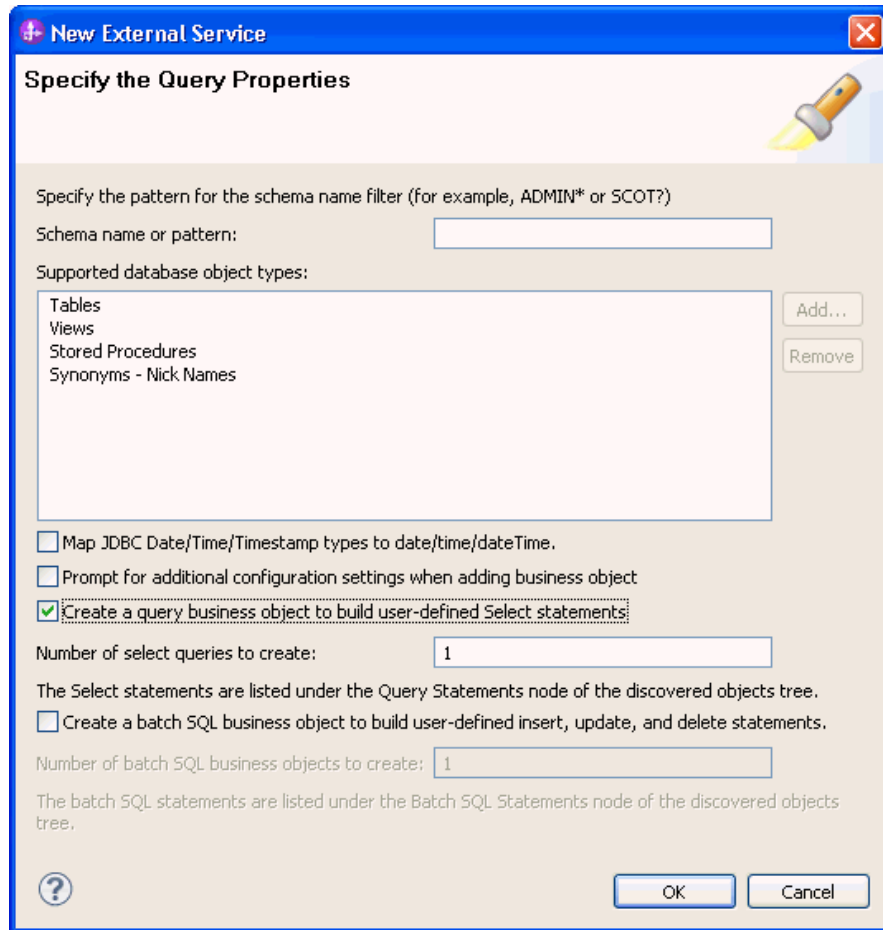 New External Service
Specify the Query Properties
Specify the pattern for the schema name filter (for example, ADMIN* or SCOT?)
Schema name or pattern:
Supported database object types:
Tables
Views
Stored Procedures
Synonyms - Nick Names
Add...
Remove
Map JDBC Date/Time/Timestamp types to date/time/dateTime.
Prompt for additional configuration settings when adding business object
Create a query business object to build user-defined Select statements
Number of select queries to create: 1
The Select statements are listed under the Query Statements node of the discovered objects tree.
Create a batch SQL business object to build user-defined insert, update, and delete statements.
Number of batch SQL business objects to create: 1
The batch SQL statements are listed under the Batch SQL Statements node of the discovered objects
tree.
?
OK Cancel